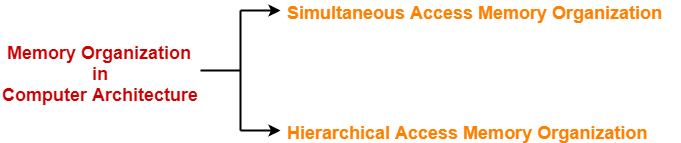 Simultaneous Access Memory Organization
Memory Organization
in
Computer Architecture
Hierarchical Access Memory Organization